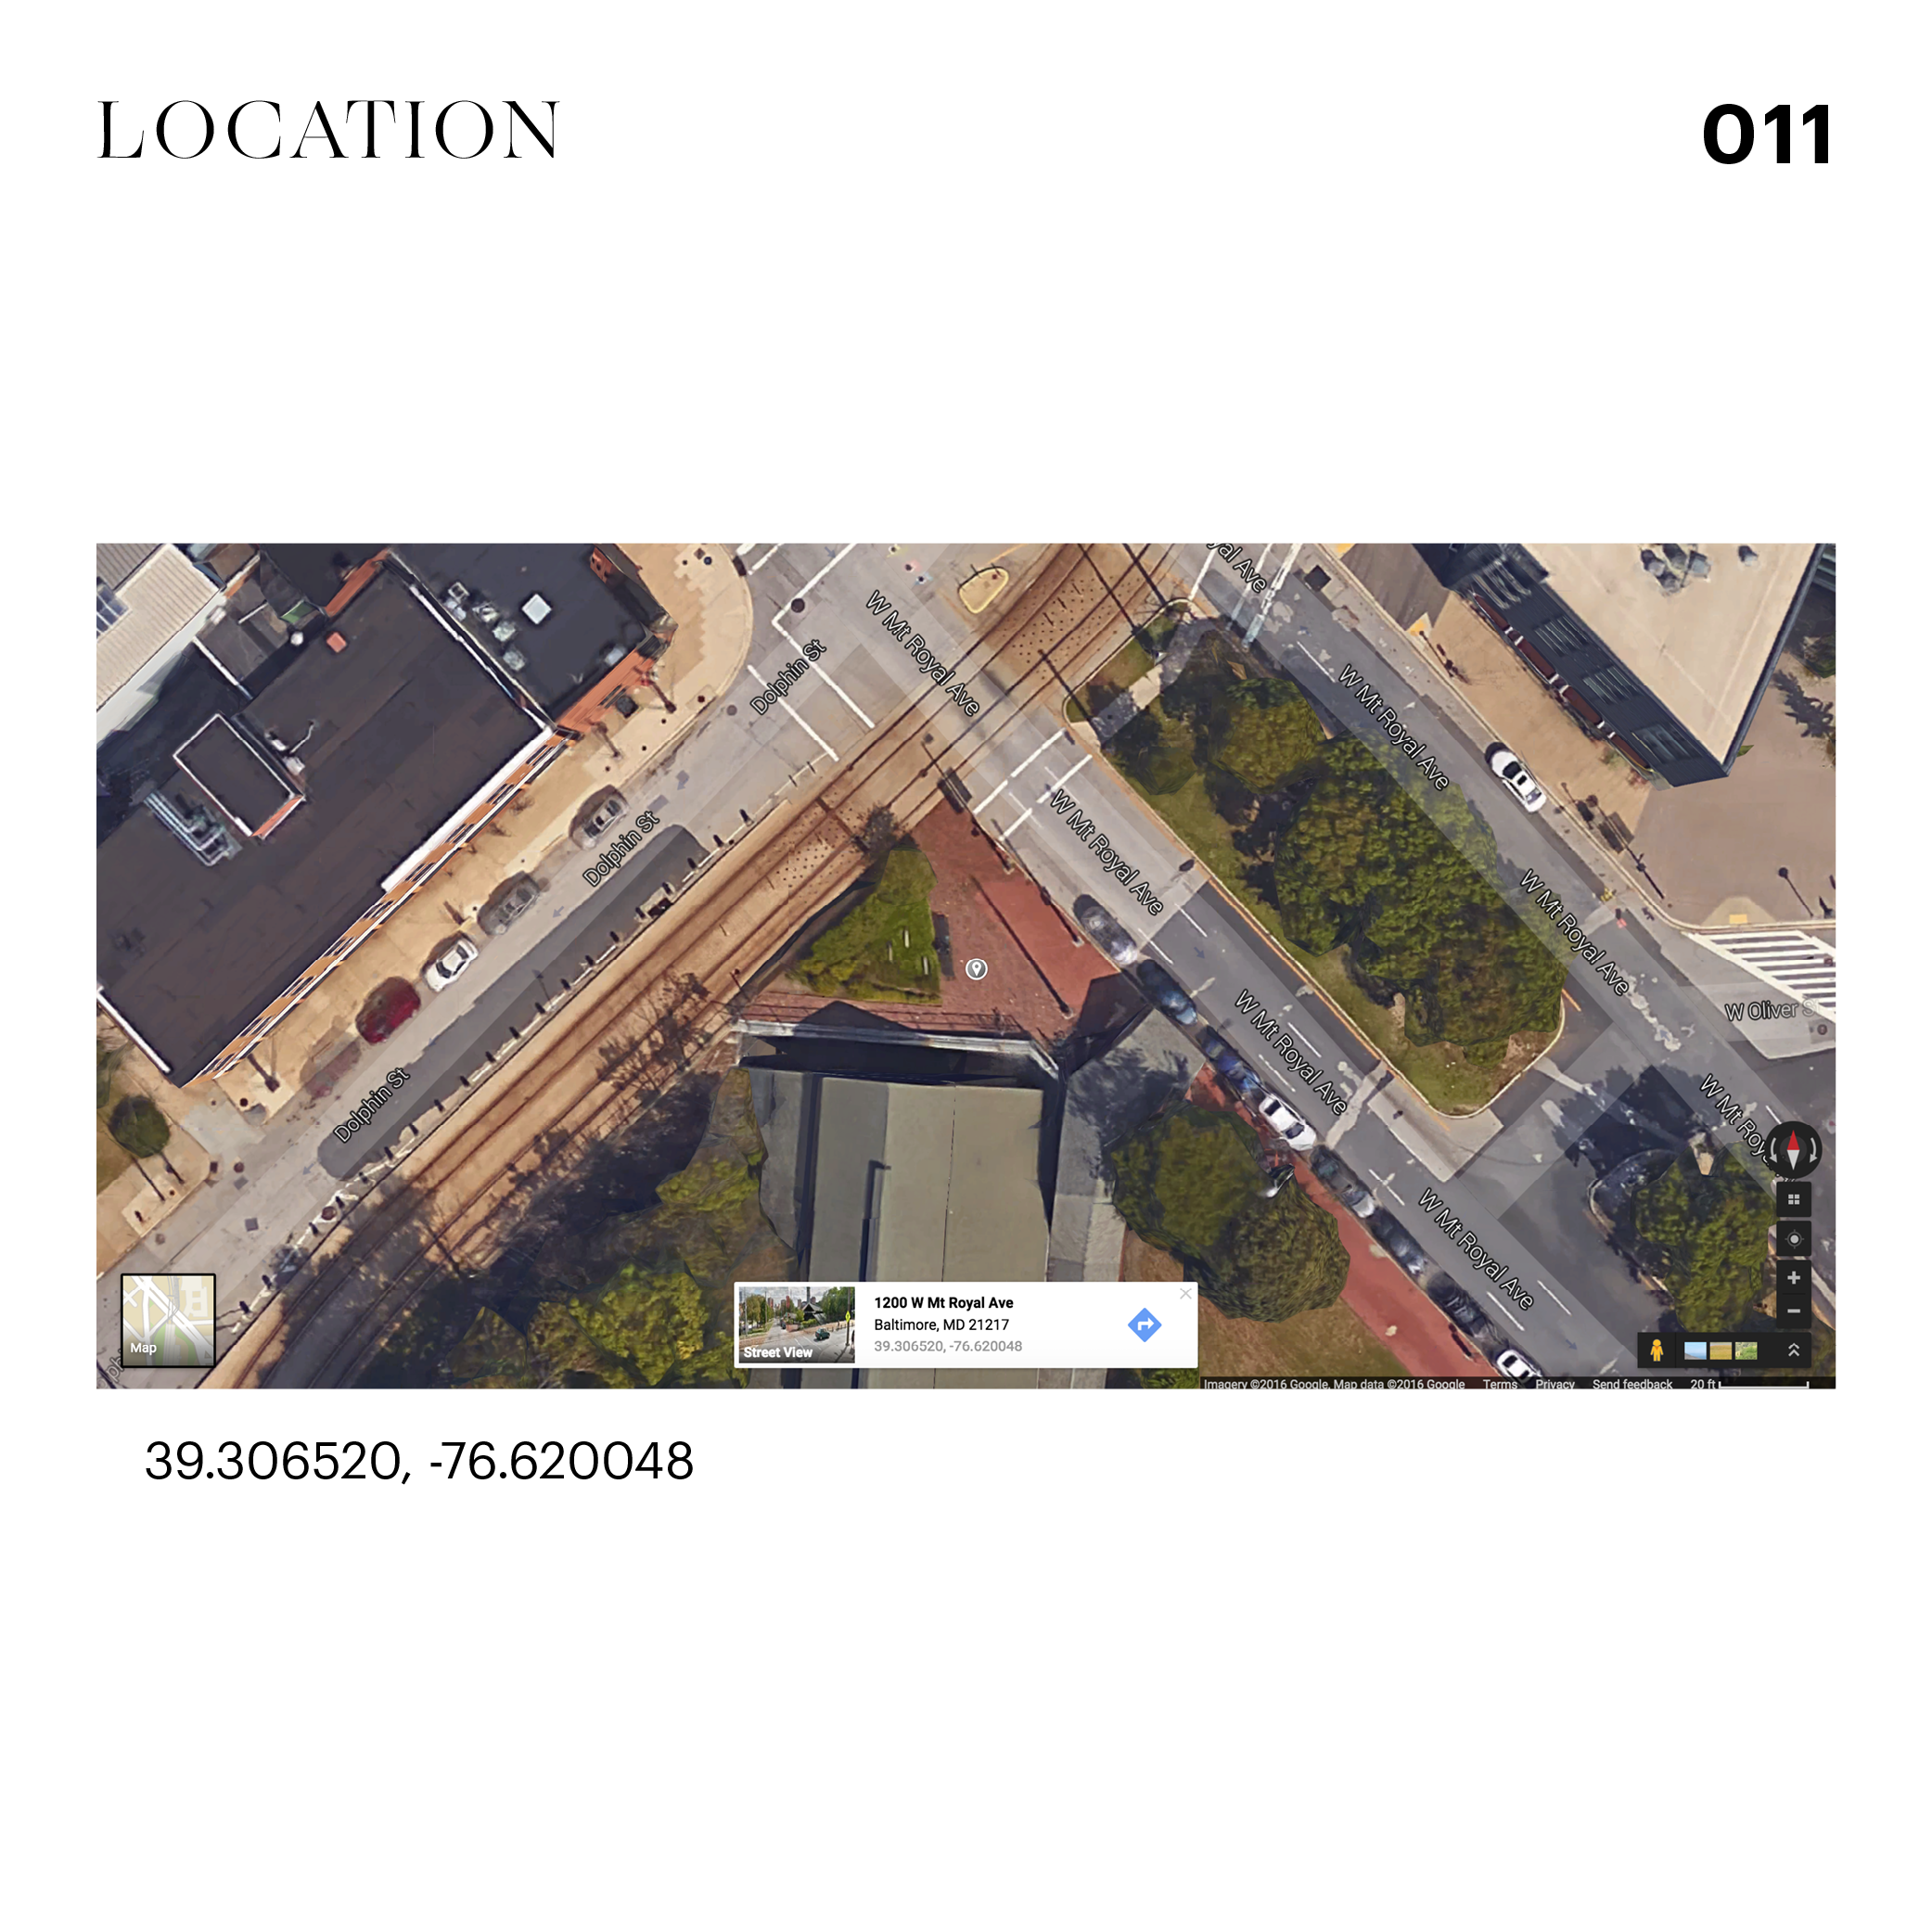 LOCATION
011
yal Ave
W Mt Royal Ave
Dolphin St
W Mt Royal Ave
W Mt Royal Ave
Dolphin St
W Mt Royal Ave
W Oliver S
W Mt Royal Ave
Dolphin St
W Mt Roy
W Mt Royal Ave
Map
Street View
1200 W Mt Royal Ave
Baltimore, MD 21217
39.306520, -76.620048
Imagery ©2016 Google, Map data ©2016 Google Terms Privacy Send feedback 20 ft
39.306520, -76.620048